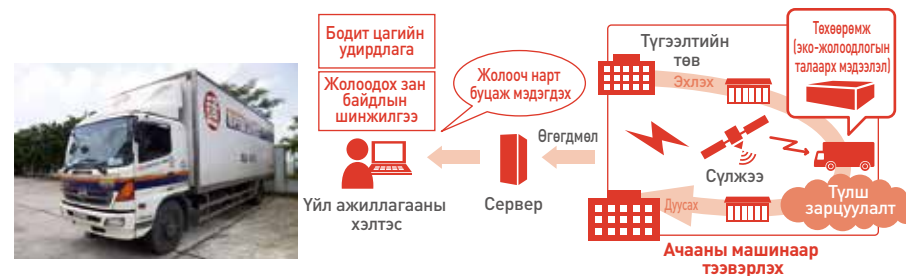 Бодит цагийн
удирдлага
Жолоодох зан
байдлын
шинжилгээ
Жолооч нарт
буцаж мэдэгдэх
Үйл ажиллагааны
хэлтэс
Сервер
Өгөгдмөл
Түгээлтийн
төв
Эхлэх
Төхөөрөмж
(эко-жолоодлогын
талаарх мэдээлэл)
Сүлжээ
Түлш
зарцуулалт
Дуусах
Ачааны машинаар
тээвэрлэх